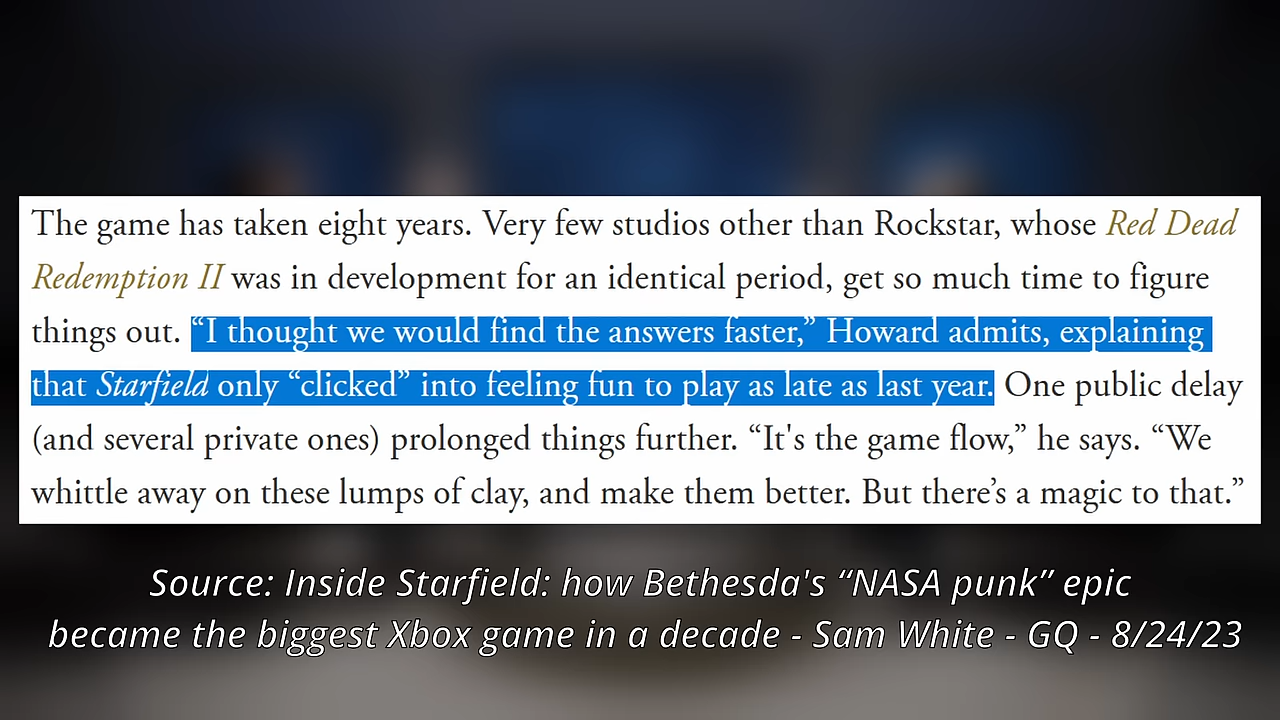 The game has taken eight years. Very few studios other than Rockstar, whose Red Dead
Redemption II was in development for an identical period, get so much time to figure
things out. “I thought we would find the answers faster,” Howard admits, explaining
that Starfield only “clicked” into feeling fun to play as late as last year. One public delay
(and several private ones) prolonged things further. “It's the game flow,” he says. “We
whittle away on these lumps of clay, and make them better. But there’s a magic to that.”
Source: Inside Starfield: how Bethesda's “NASA punk” epic
became the biggest Xbox game in a decade - Sam White - GQ - 8/24/23